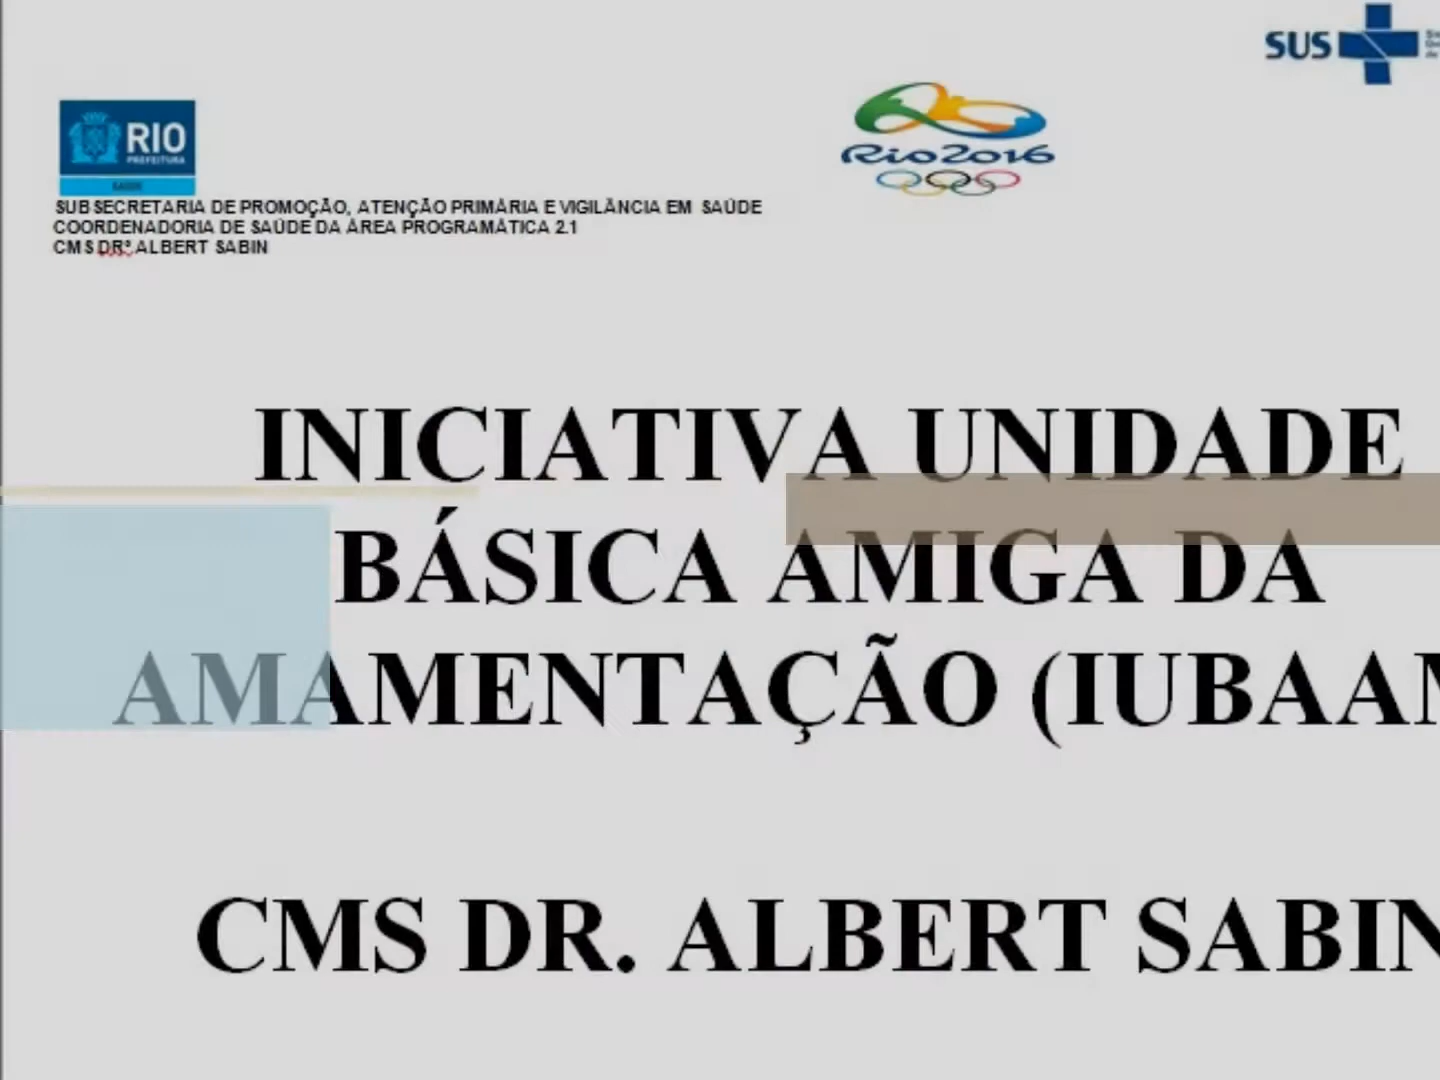 SUS
RIO
PREFEITURA
SAÚDE
Rio2016
SUBSECRETARIA DE PROMOÇÃO, ATENÇÃO PRIMÁRIA E VIGILÂNCIA EM SAÚDE
COORDENADORIA DE SAÚDE DA ÁREA PROGRAMÁTICA 2.1
CMS DRº ALBERT SABIN
INICIATIVA UNIDADE
BÁSICA AMIGA DA
AMAMENTAÇÃO (IUBAAM
CMS DR. ALBERT SABIN